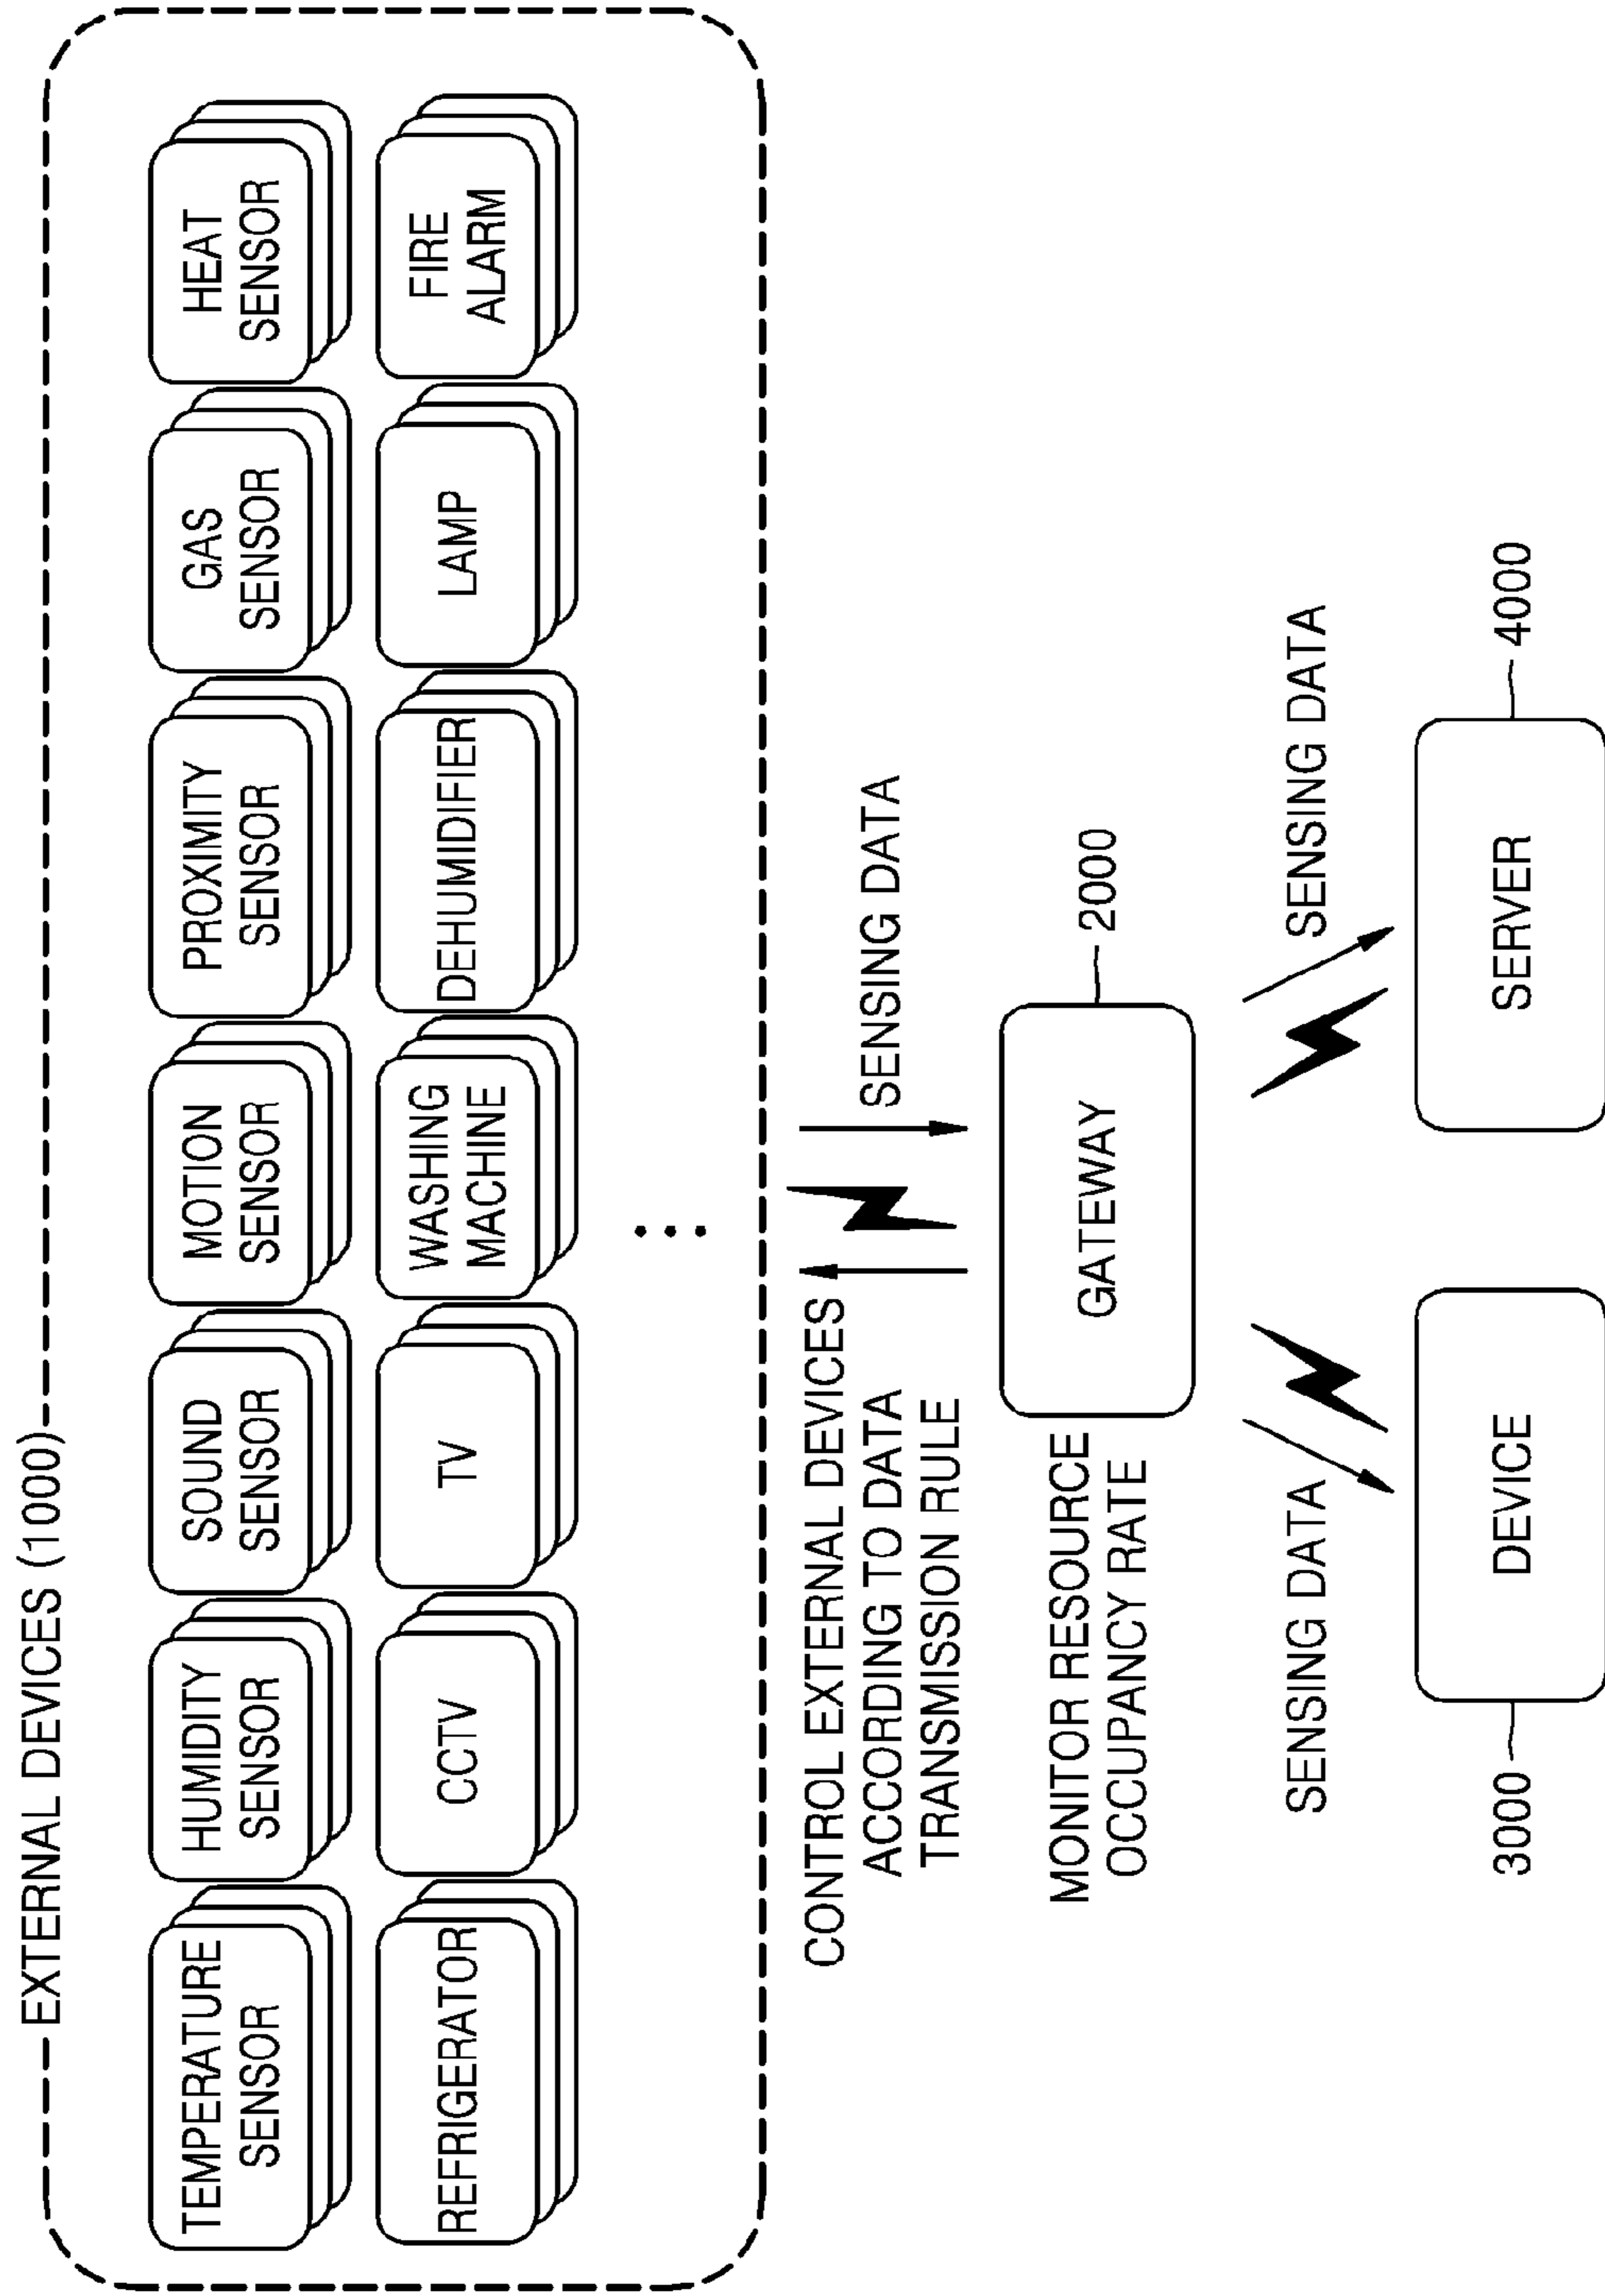 EXTERNAL DEVICES (1000)
TEMPERATURE
SENSOR
HUMIDITY
SENSOR
SOUND
SENSOR
MOTION
SENSOR
PROXIMITY
SENSOR
GAS
SENSOR
HEAT
SENSOR
REFRIGERATOR
CCTV
TV
WASHING
MACHINE
DEHUMIDIFIER
LAMP
FIRE
ALARM
...
CONTROL EXTERNAL DEVICES
ACCORDING TO DATA
TRANSMISSION RULE
SENSING DATA
MONITOR RESOURCE
OCCUPANCY RATE
GATEWAY
2000
SENSING DATA
SENSING DATA
3000
DEVICE
SERVER
4000